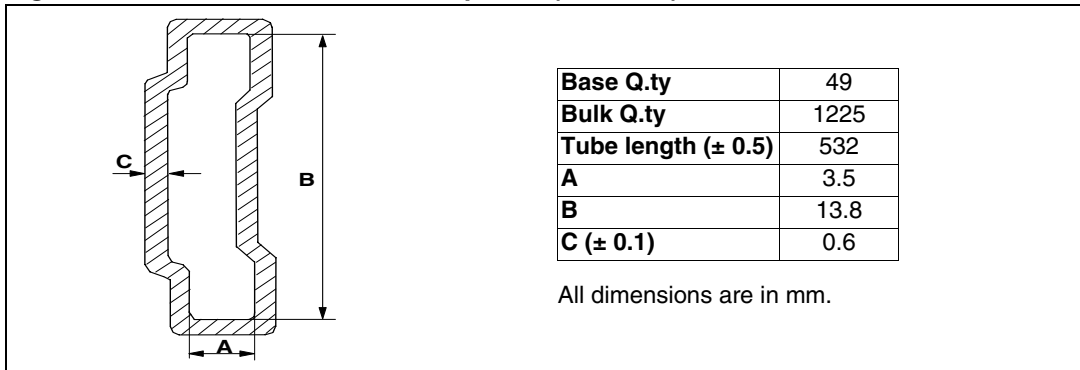 C
B
A
Base Q.ty 49
Bulk Q.ty 1225
Tube length (± 0.5) 532
A 3.5
B 13.8
C (± 0.1) 0.6
All dimensions are in mm.